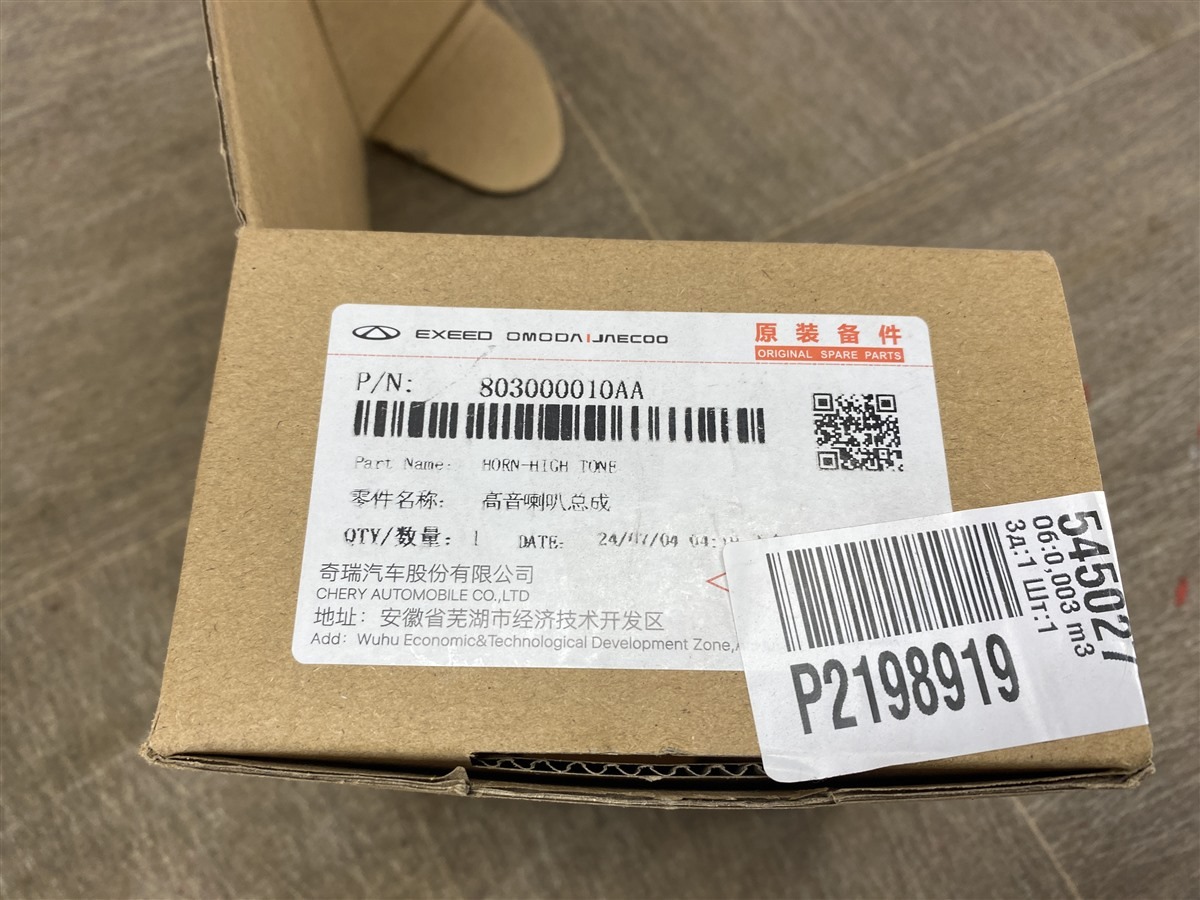 EXEED OMODA|JAECOO
原装备件
ORIGINAL SPARE PARTS
P/N: 803000010AA
Part Name: HORN-HIGH TONE
零件名称: 高音喇叭总成
QTY/数量: 1 DATE: 24/07/04
奇瑞汽车股份有限公司
CHERY AUTOMOBILE CO.,LTD
地址: 安徽省芜湖市经济技术开发区
Add: Wuhu Economic&Technological Development Zone,
P2198919
545027
Об:0,003 m3
Зд:1 Шт:1